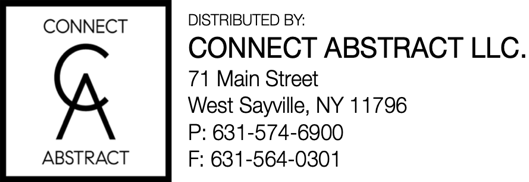 CONNECT
CA
ABSTRACT
DISTRIBUTED BY:
CONNECT ABSTRACT LLC.
71 Main Street
West Sayville, NY 11796
P: 631-574-6900
F: 631-564-0301